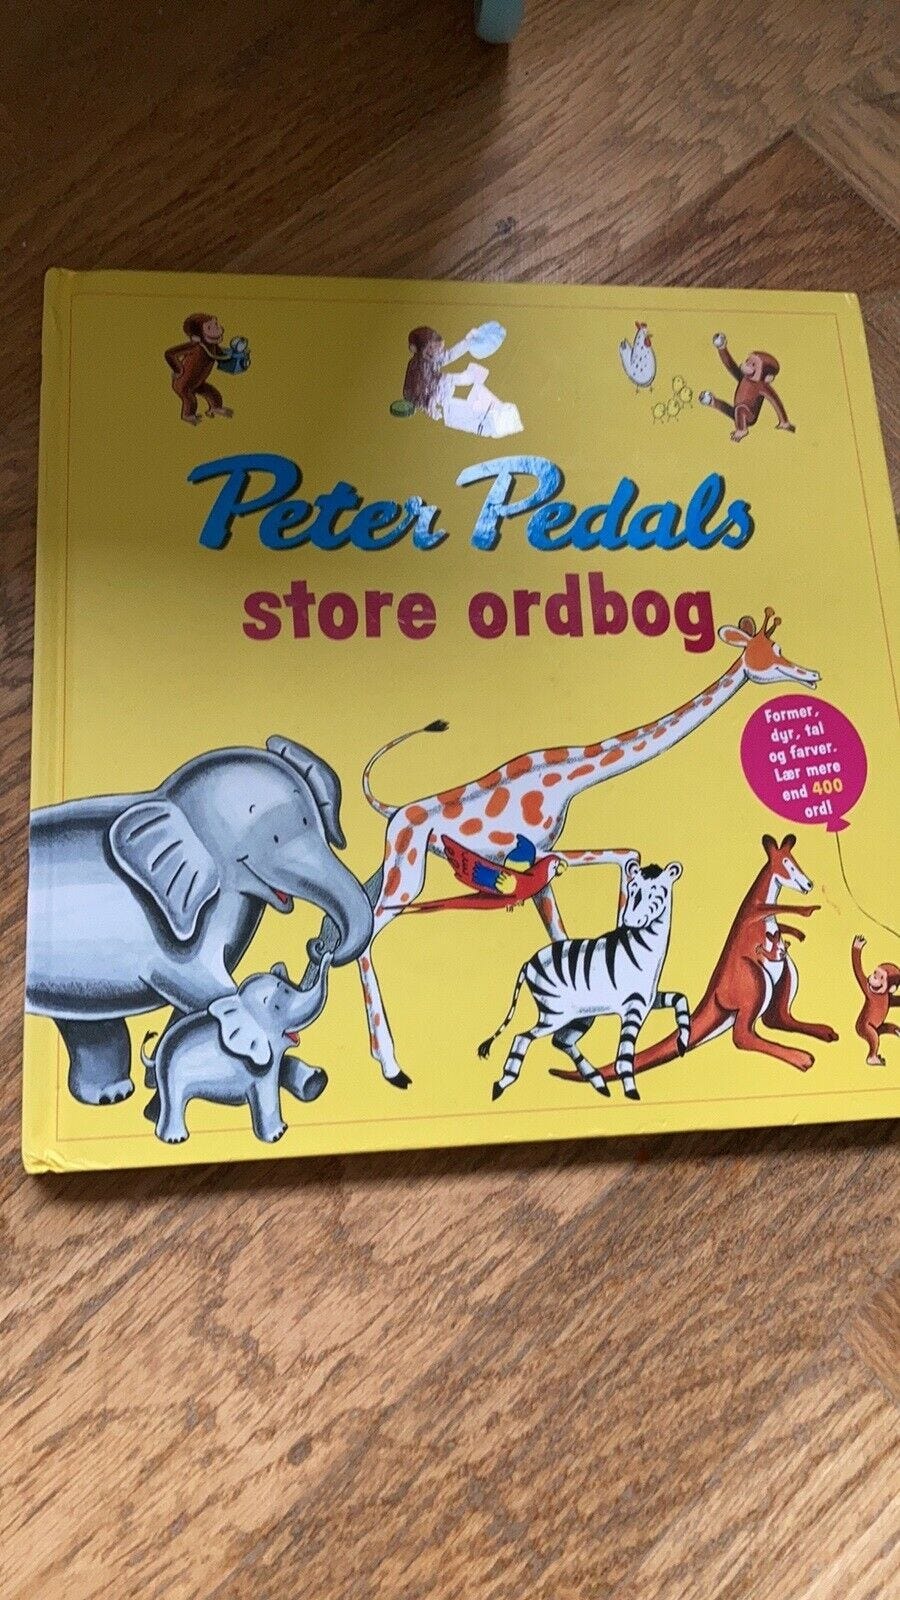 Peter Pedals
store ordbog
Former,
dyr, tal
og farver.
Lær mere
end 400
ord!